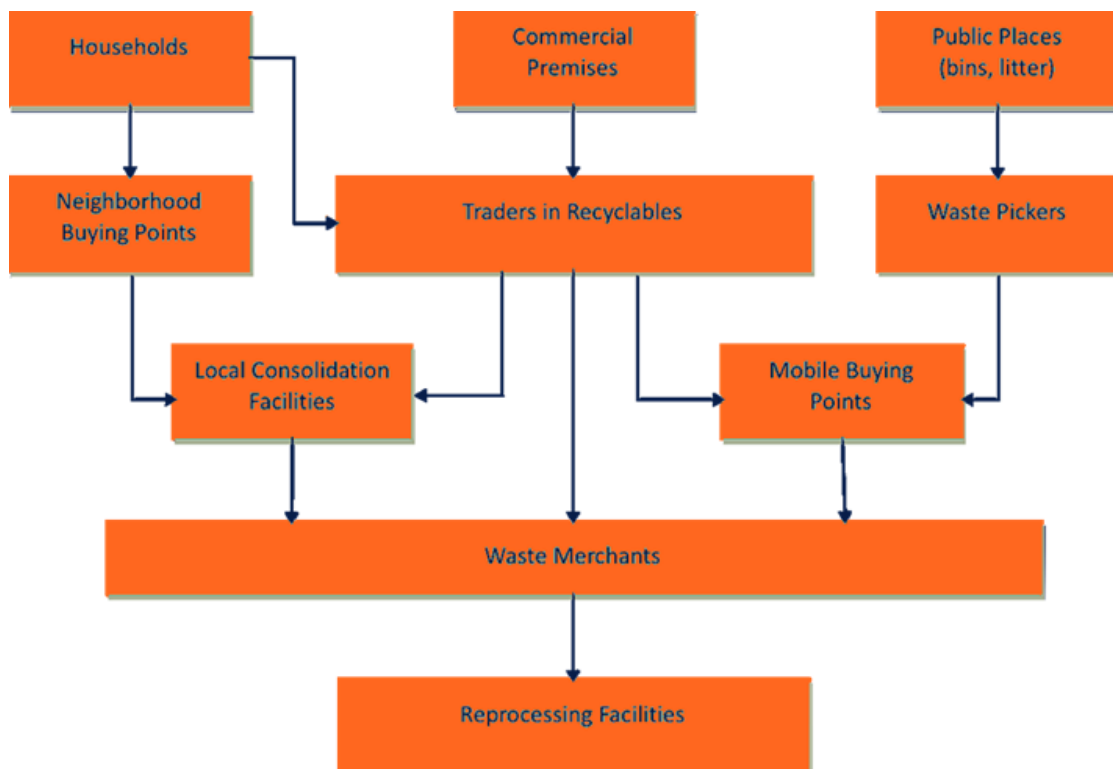 Households
Commercial
Premises
Public Places
(bins, litter)
Neighborhood
Buying Points
Traders in Recyclables
Waste Pickers
Local Consolidation
Facilities
Mobile Buying
Points
Waste Merchants
Reprocessing Facilities